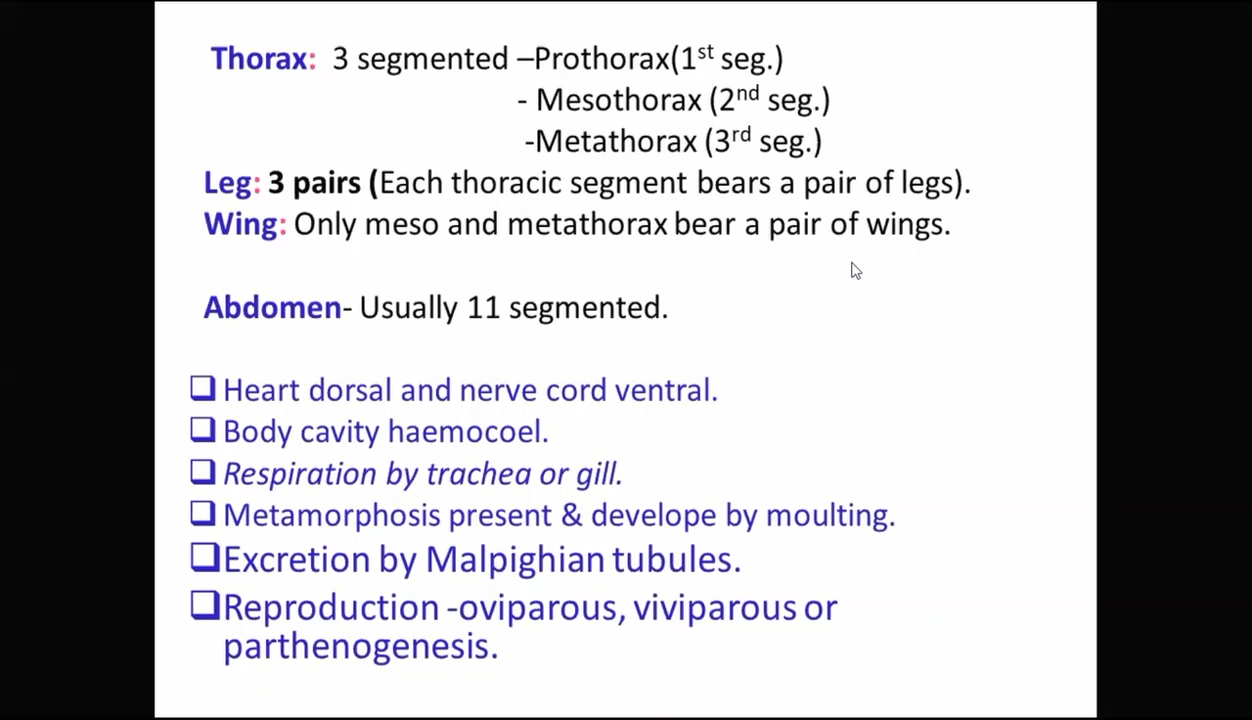 Thorax: 3 segmented –Prothorax(1st seg.)
- Mesothorax (2nd seg.)
-Metathorax (3rd seg.)
Leg: 3 pairs (Each thoracic segment bears a pair of legs).
Wing: Only meso and metathorax bear a pair of wings.
Abdomen- Usually 11 segmented.
❑ Heart dorsal and nerve cord ventral.
❑ Body cavity haemocoel.
❑ Respiration by trachea or gill.
❑ Metamorphosis present & develope by moulting.
❑Excretion by Malpighian tubules.
❑Reproduction -oviparous, viviparous or
parthenogenesis.